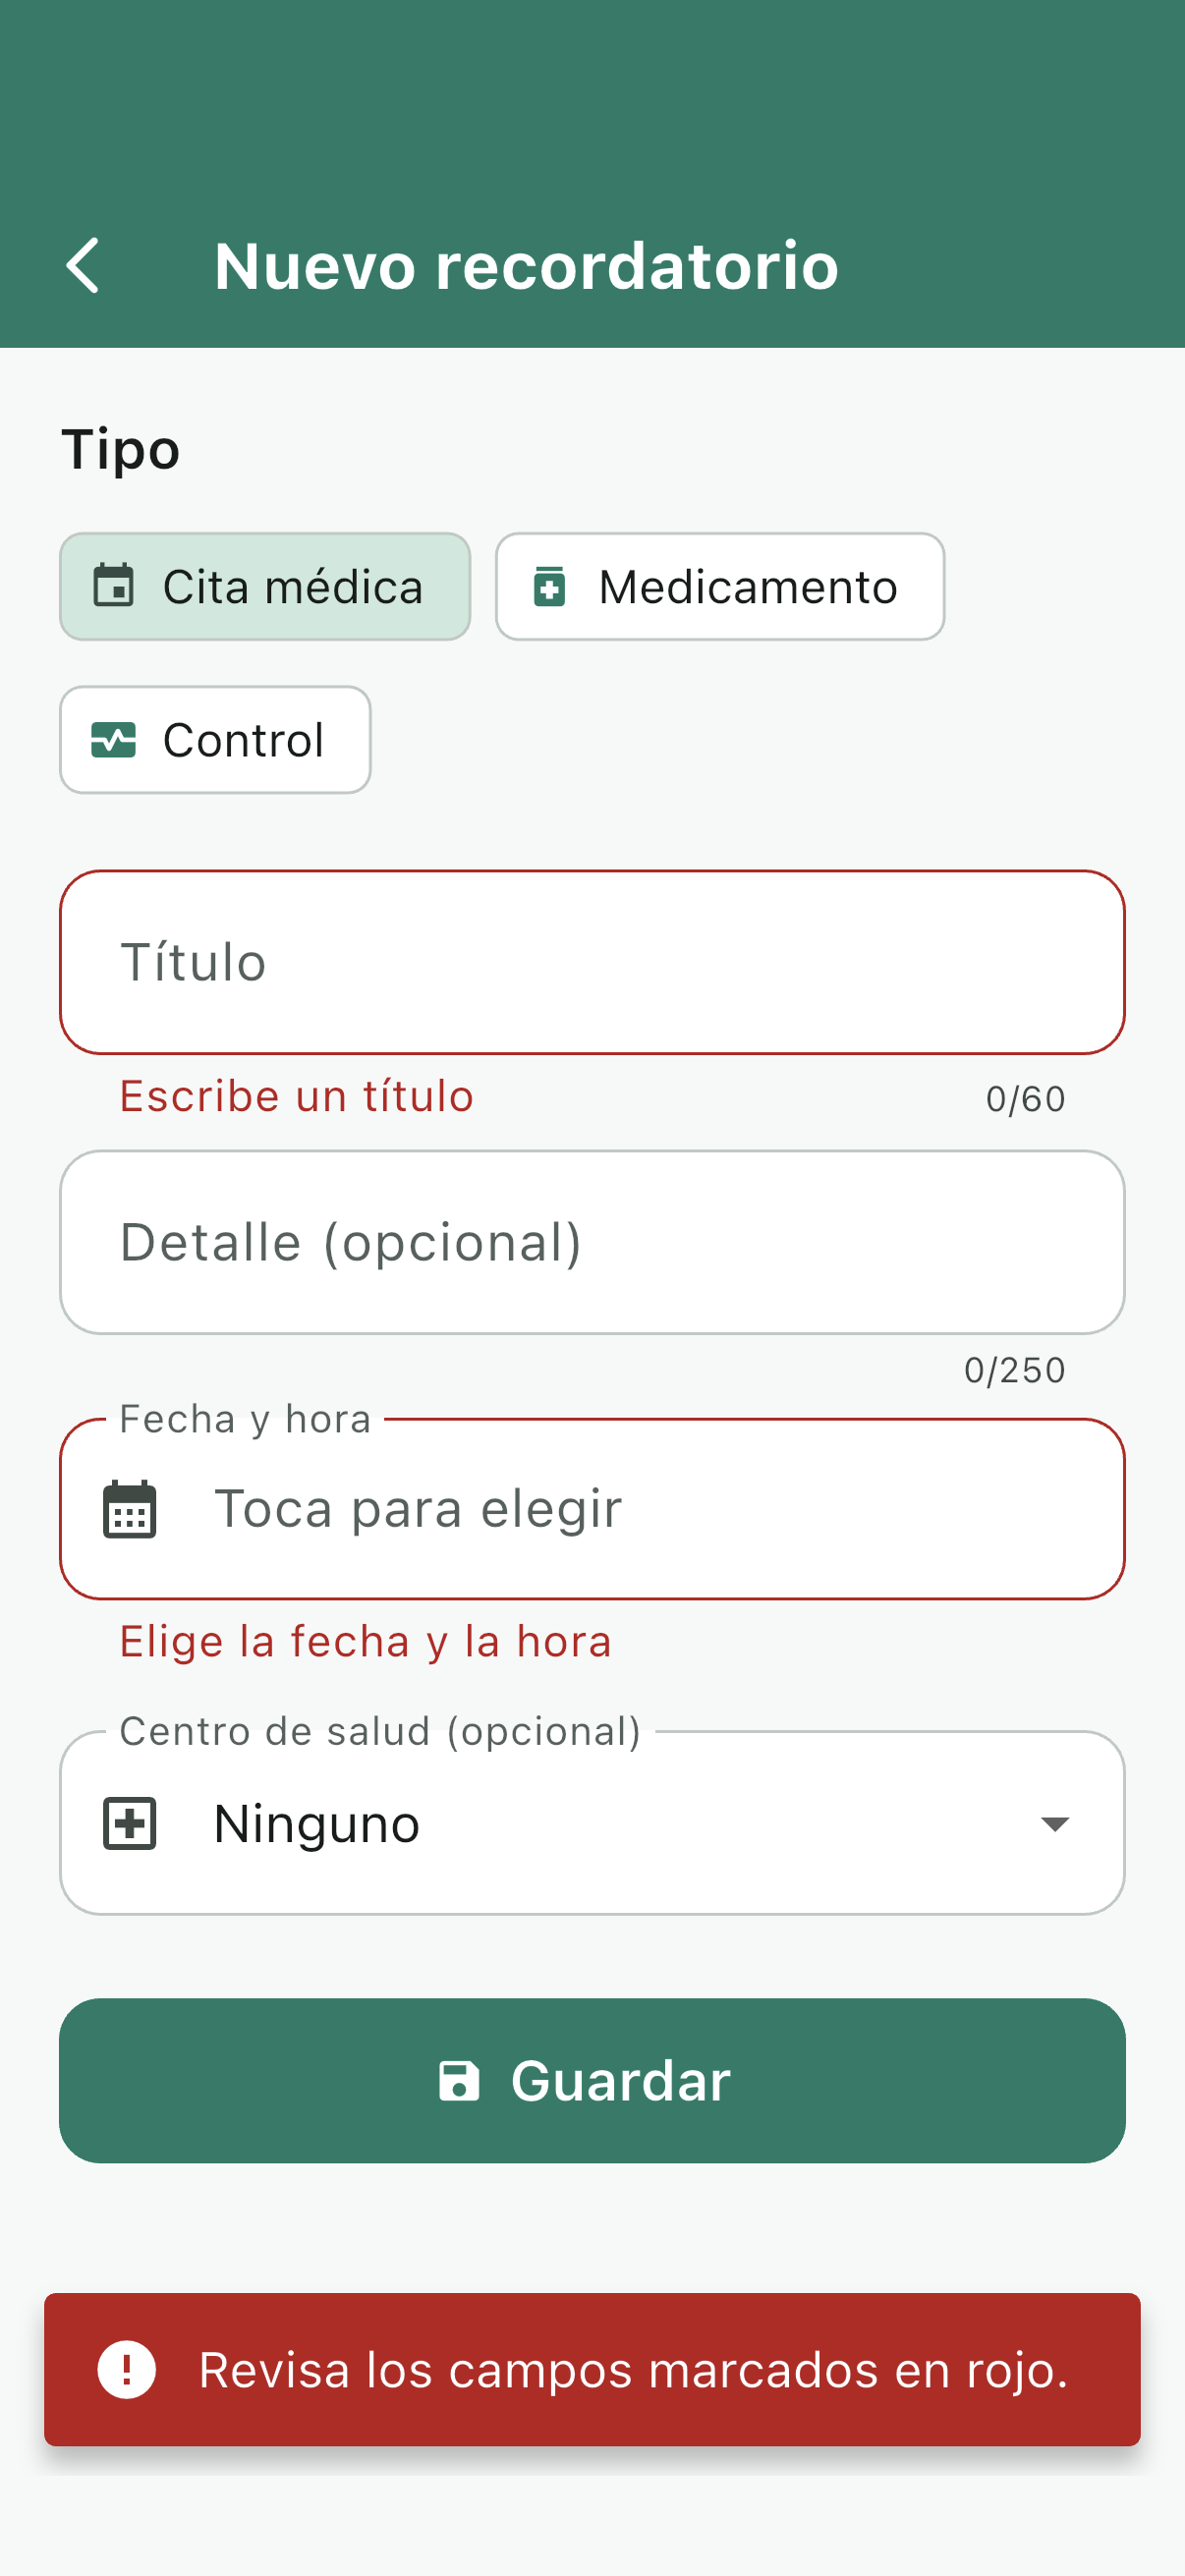 Nuevo recordatorio
Tipo
Cita médica
Medicamento
Control
Título
Escribe un título
0/60
Detalle (opcional)
0/250
Fecha y hora
Toca para elegir
Elige la fecha y la hora
Centro de salud (opcional)
Ninguno
Guardar
Revisa los campos marcados en rojo.